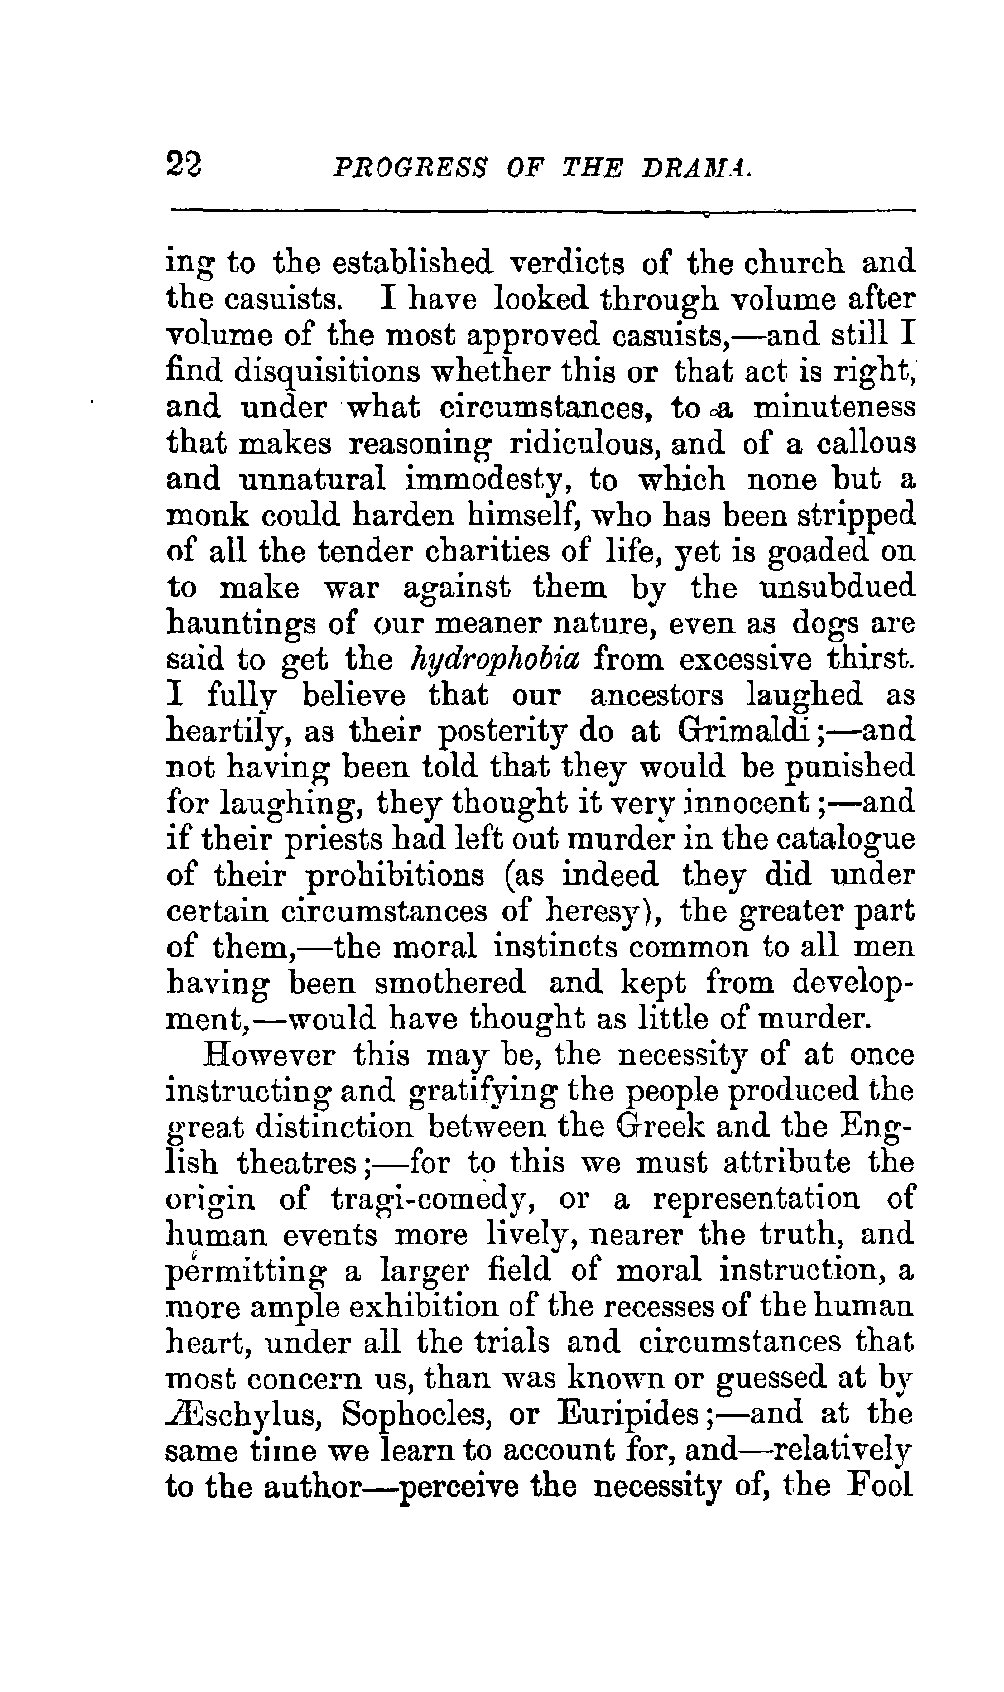 22 PROGRESS OF THE DRAMA.
ing to the established verdicts of the church and
the casuists. I have looked through volume after
volume of the most approved casuists,—and still I
find disquisitions whether this or that act is right,
and under what circumstances, to a minuteness
that makes reasoning ridiculous, and of a callous
and unnatural immodesty, to which none but a
monk could harden himself, who has been stripped
of all the tender charities of life, yet is goaded on
to make war against them by the unsubdued
hauntings of our meaner nature, even as dogs are
said to get the hydrophobia from excessive thirst.
I fully believe that our ancestors laughed as
heartily, as their posterity do at Grimaldi;—and
not having been told that they would be punished
for laughing, they thought it very innocent;—and
if their priests had left out murder in the catalogue
of their prohibitions (as indeed they did under
certain circumstances of heresy), the greater part
of them,—the moral instincts common to all men
having been smothered and kept from develop-
ment,—would have thought as little of murder.
However this may be, the necessity of at once
instructing and gratifying the people produced the
great distinction between the Greek and the Eng-
lish theatres;—for to this we must attribute the
origin of tragi-comedy, or a representation of
human events more lively, nearer the truth, and
permitting a larger field of moral instruction, a
more ample exhibition of the recesses of the human
heart, under all the trials and circumstances that
most concern us, than was known or guessed at by
Æschylus, Sophocles, or Euripides;—and at the
same time we learn to account for, and—relatively
to the author—perceive the necessity of, the Fool